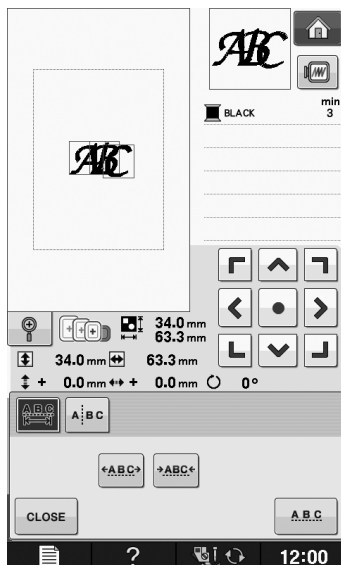 ABC
min
BLACK 3
ABC
34.0 mm
63.3 mm
34.0 mm 63.3 mm
+ 0.0 mm + 0.0 mm 0°
ABC A BC
ABC ABC
CLOSE ABC
? 12:00